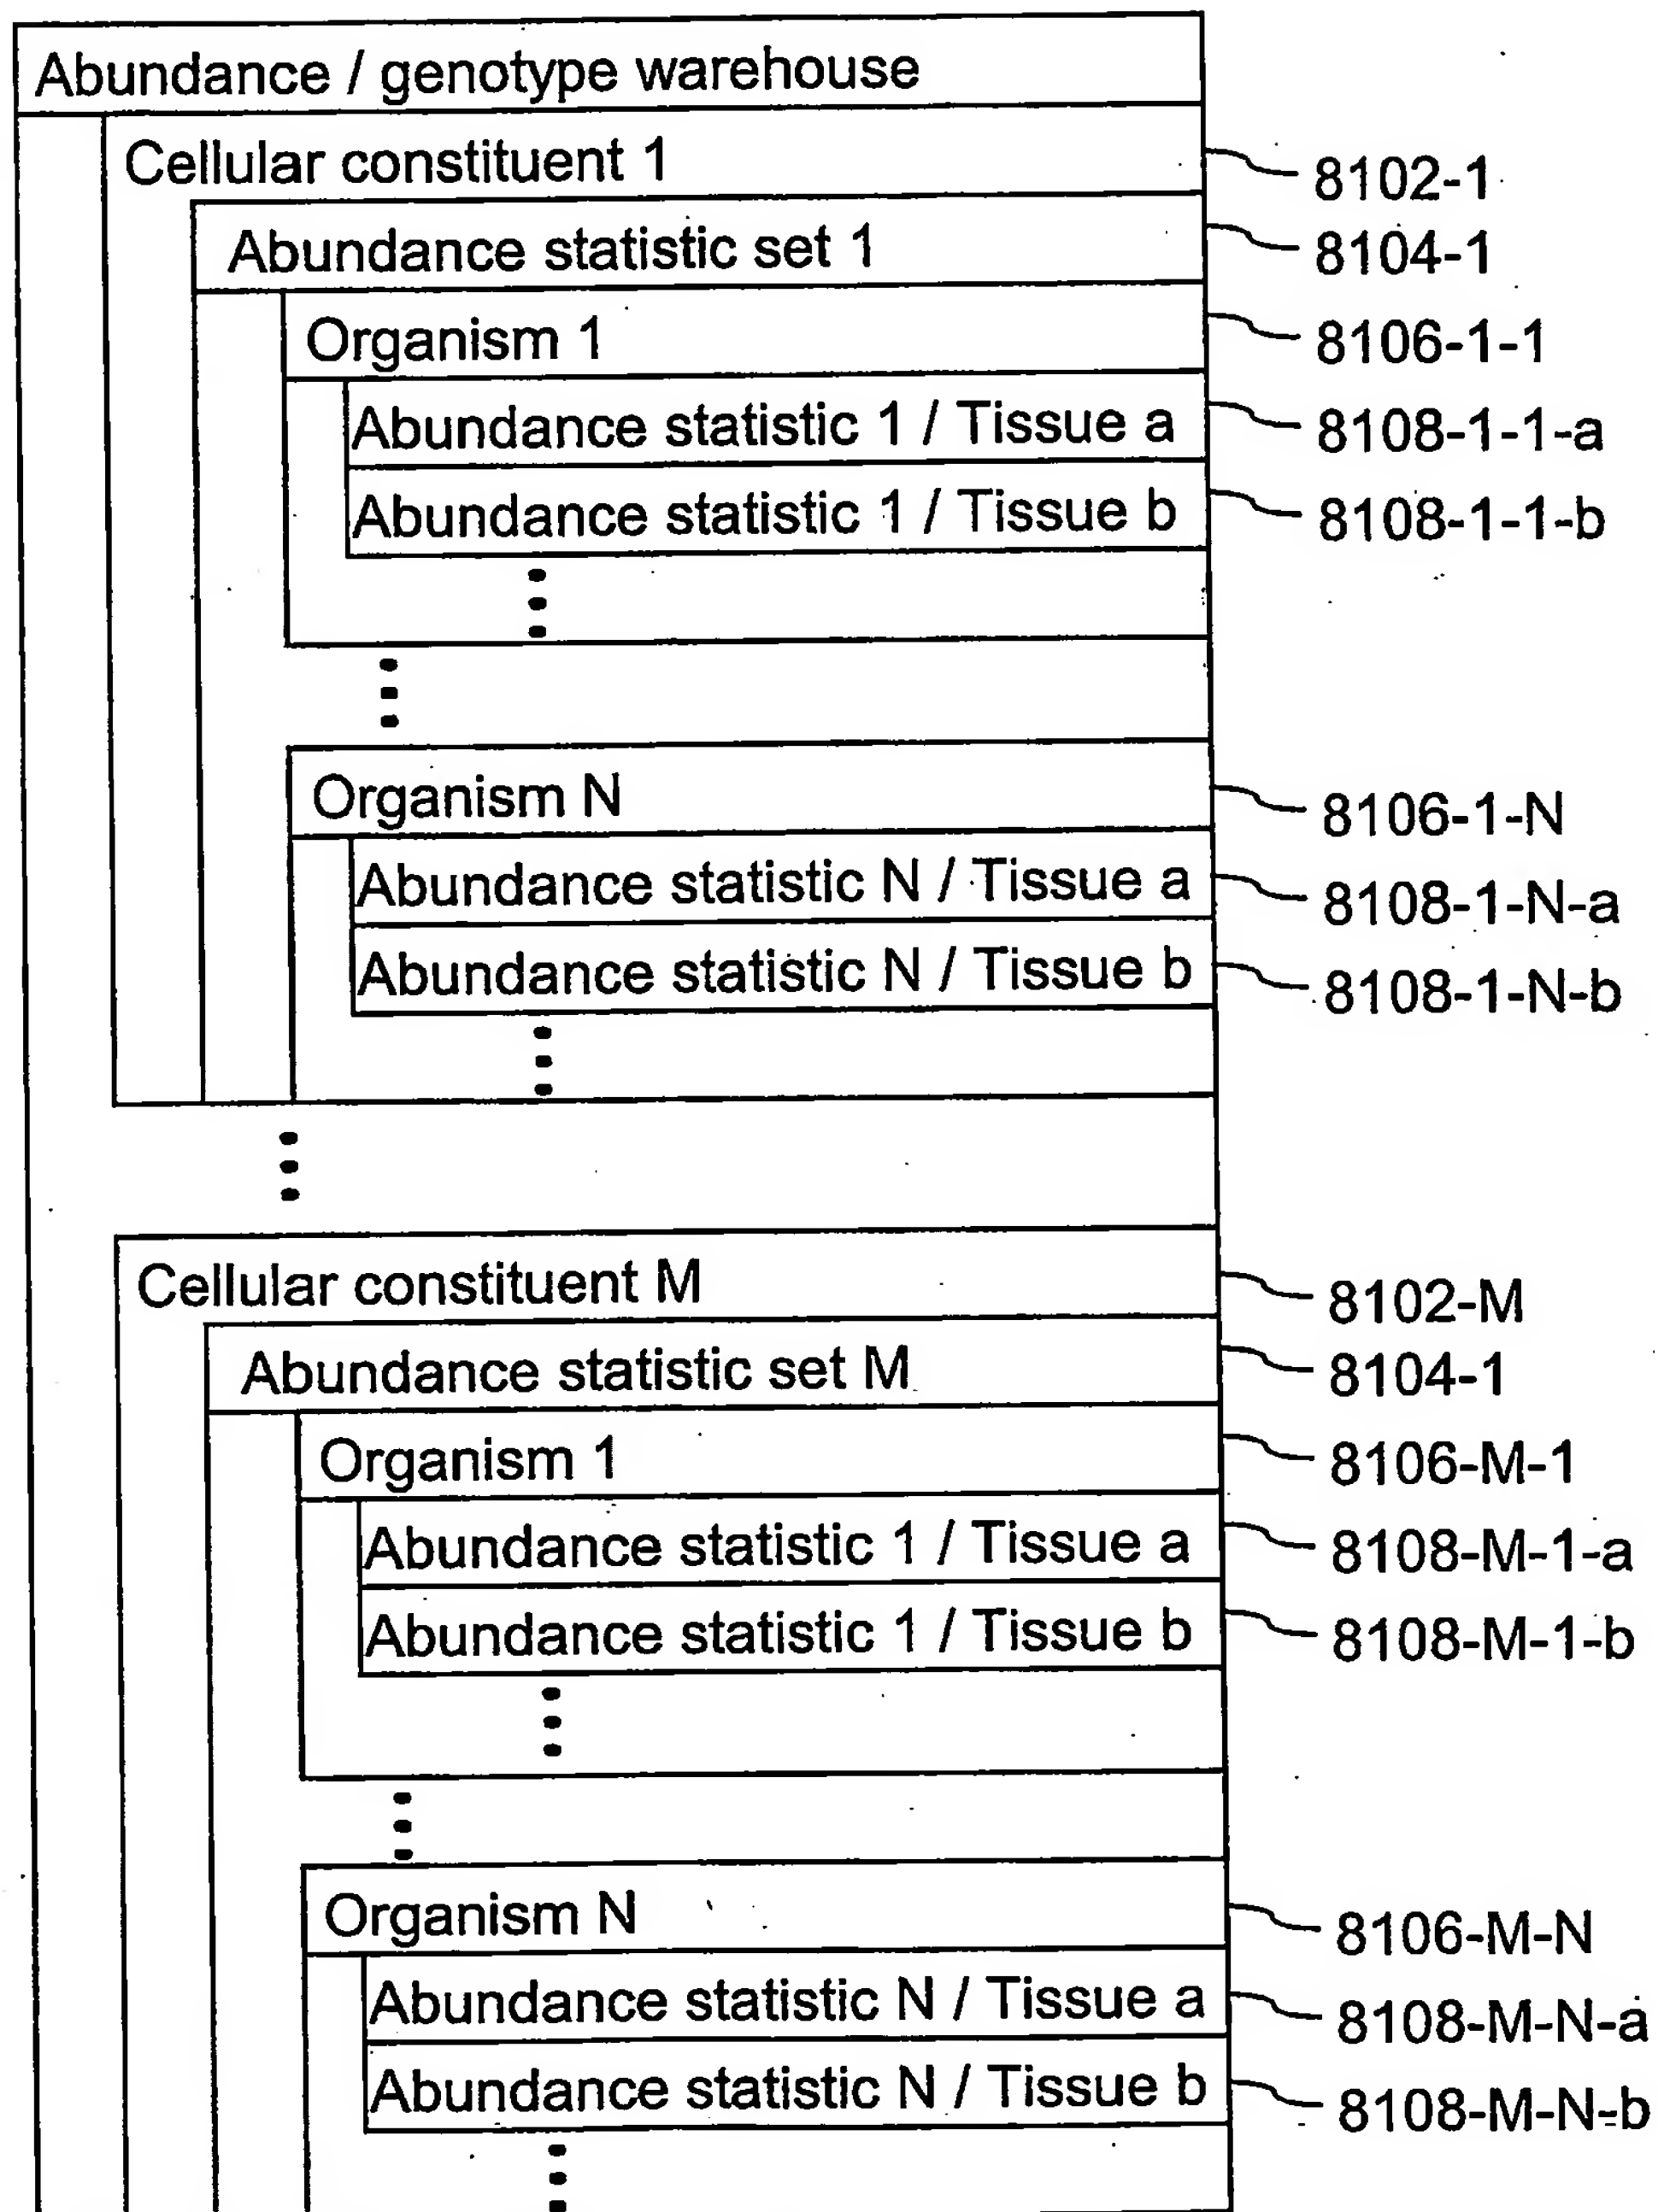 Abundance / genotype warehouse
Cellular constituent 1 8102-1
Abundance statistic set 1 8104-1
Organism 1 8106-1-1
Abundance statistic 1 / Tissue a 8108-1-1-a
Abundance statistic 1 / Tissue b 8108-1-1-b
Organism N 8106-1-N
Abundance statistic N / Tissue a 8108-1-N-a
Abundance statistic N / Tissue b 8108-1-N-b
Cellular constituent M 8102-M
Abundance statistic set M 8104-1
Organism 1 8106-M-1
Abundance statistic 1 / Tissue a 8108-M-1-a
Abundance statistic 1 / Tissue b 8108-M-1-b
Organism N 8106-M-N
Abundance statistic N / Tissue a 8108-M-N-a
Abundance statistic N / Tissue b 8108-M-N-b